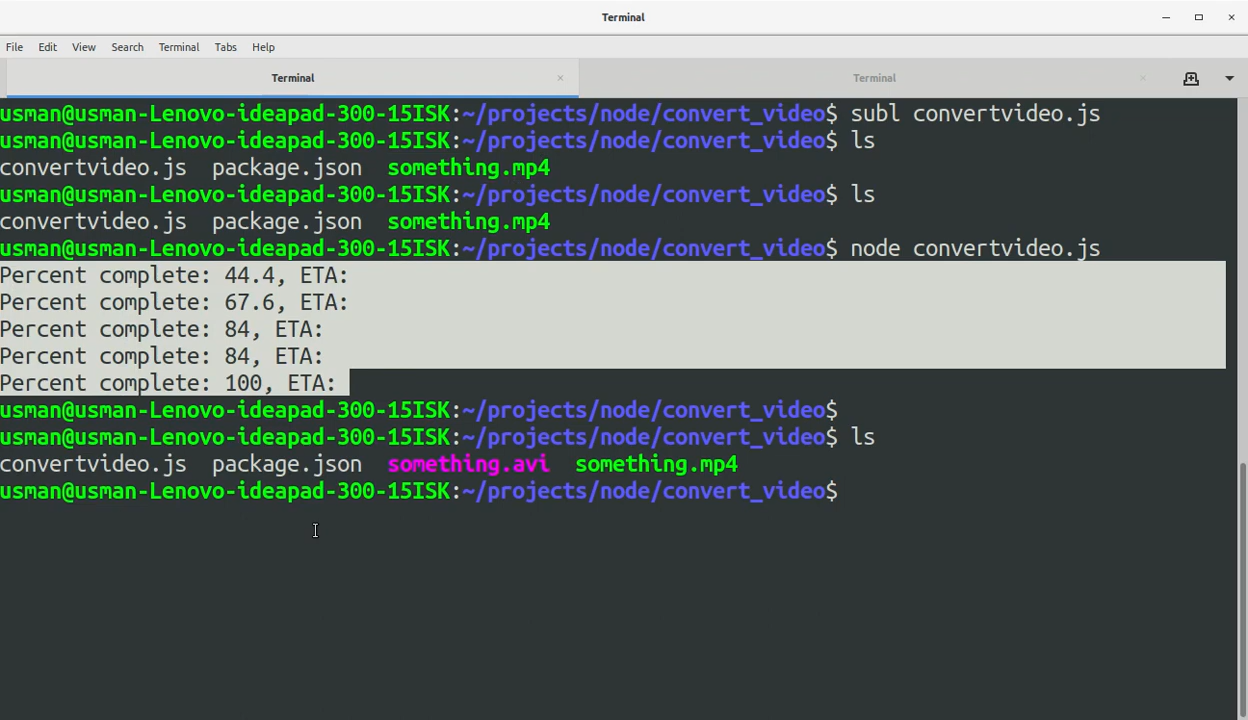 Terminal
File Edit View Search Terminal Tabs Help
Terminal Terminal
usman@usman-Lenovo-ideapad-300-15ISK:~/projects/node/convert_video$ subl convertvideo.js
usman@usman-Lenovo-ideapad-300-15ISK:~/projects/node/convert_video$ ls
convertvideo.js package.json something.mp4
usman@usman-Lenovo-ideapad-300-15ISK:~/projects/node/convert_video$ ls
convertvideo.js package.json something.mp4
usman@usman-Lenovo-ideapad-300-15ISK:~/projects/node/convert_video$ node convertvideo.js
Percent complete: 44.4, ETA:
Percent complete: 67.6, ETA:
Percent complete: 84, ETA:
Percent complete: 84, ETA:
Percent complete: 100, ETA:
usman@usman-Lenovo-ideapad-300-15ISK:~/projects/node/convert_video$
usman@usman-Lenovo-ideapad-300-15ISK:~/projects/node/convert_video$ ls
convertvideo.js package.json something.avi something.mp4
usman@usman-Lenovo-ideapad-300-15ISK:~/projects/node/convert_video$